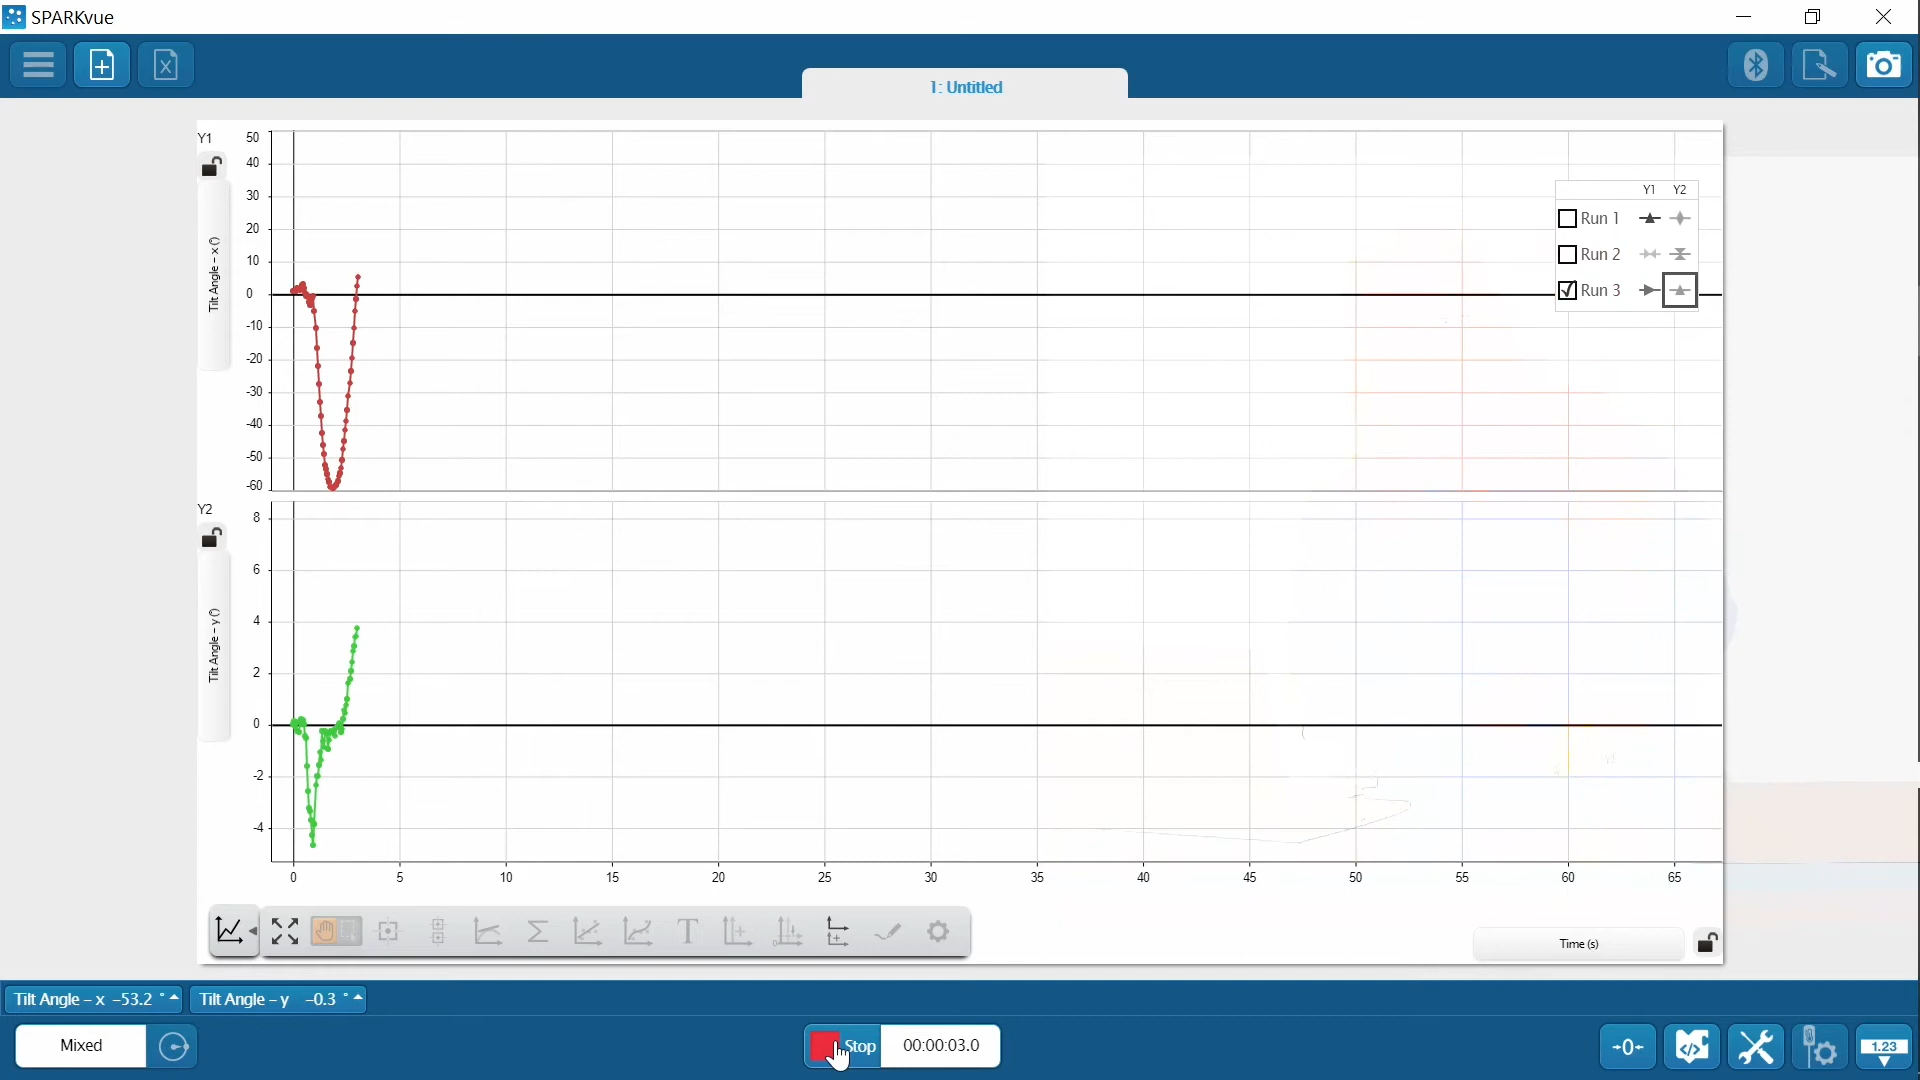 SPARKvue
1: Untitled
Y1
50
40
30
20
10
0
-10
-20
-30
-40
-50
-60
Tilt Angle – x (°)
Y1 Y2
Run 1
Run 2
Run 3
Y2
8
6
4
2
0
-2
-4
Tilt Angle – y (°)
0 5 10 15 20 25 30 35 40 45 50 55 60 65
Time (s)
Tilt Angle – x -53.2 ° Tilt Angle – y -0.3 °
Mixed
Stop 00:00:03.0
→0←
1.23